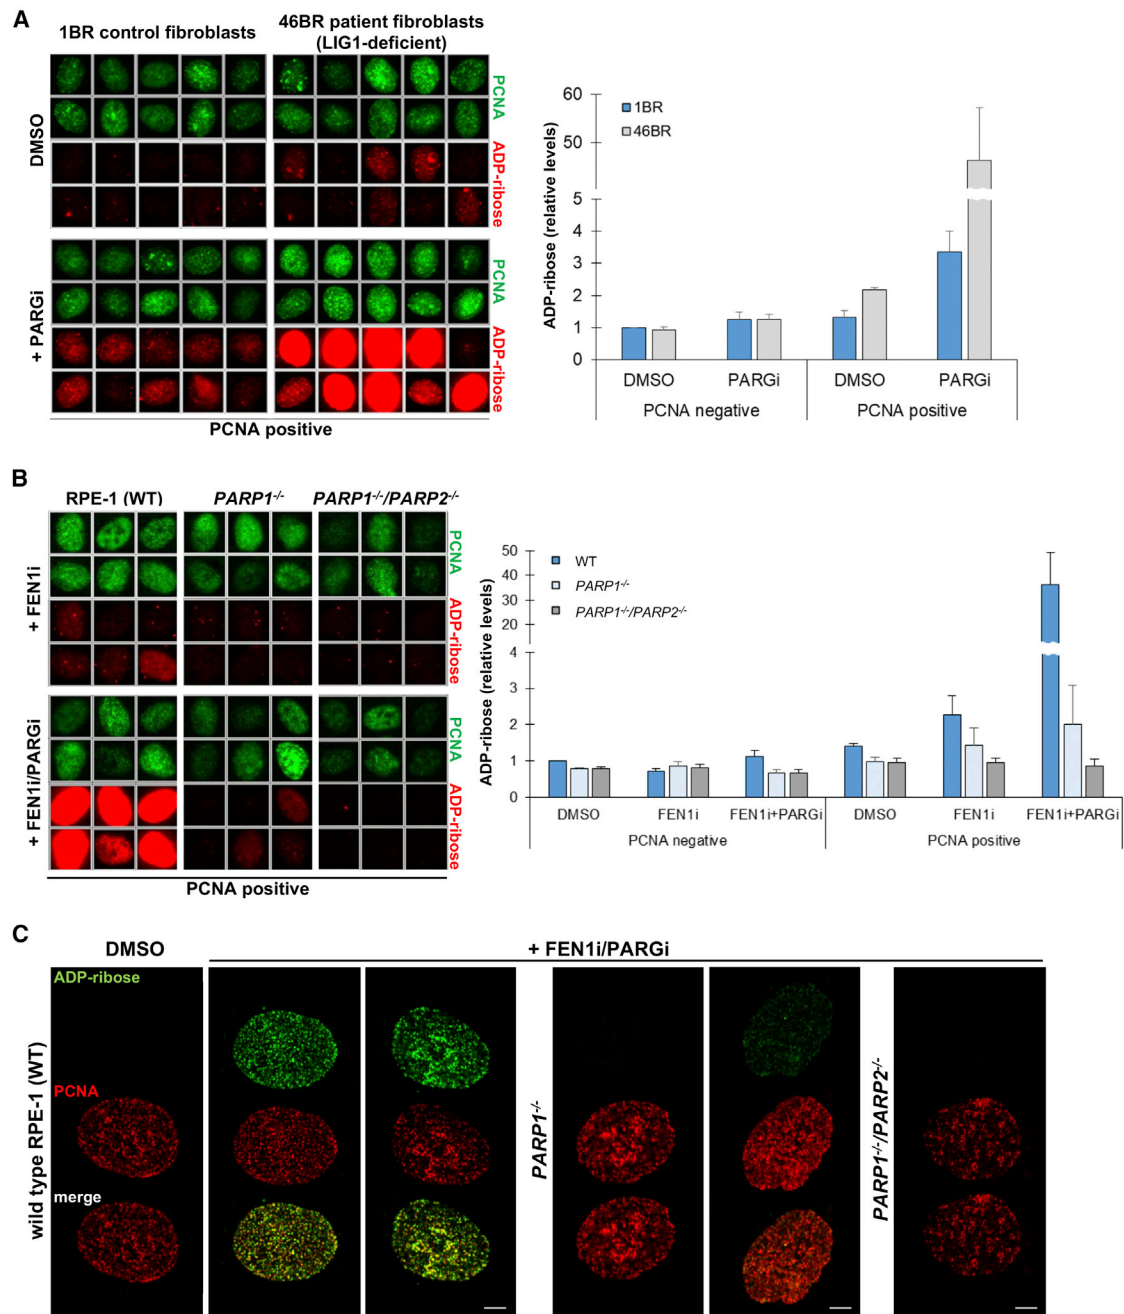 A
1BR control fibroblasts
46BR patient fibroblasts
(LIG1-deficient)
DMSO
PCNA
ADP-ribose
+ PARGi
PCNA
ADP-ribose
PCNA positive
ADP-ribose (relative levels)
60
50
5
4
3
2
1
0
1BR
46BR
DMSO
PARGi
DMSO
PARGi
PCNA negative
PCNA positive
B
RPE-1 (WT)
PARP1-/-
PARP1-/-/PARP2-/-
+ FEN1i
PCNA
ADP-ribose
+ FEN1i/PARGi
PCNA
ADP-ribose
PCNA positive
ADP-ribose (relative levels)
50
40
30
20
4
3
2
1
0
WT
PARP1-/-
PARP1-/-/PARP2-/-
DMSO
FEN1i
FEN1i+PARGi
DMSO
FEN1i
FEN1i+PARGi
PCNA negative
PCNA positive
C
DMSO
+ FEN1i/PARGi
wild type RPE-1 (WT)
ADP-ribose
PCNA
merge
PARP1-/-
PARP1-/-/PARP2-/-